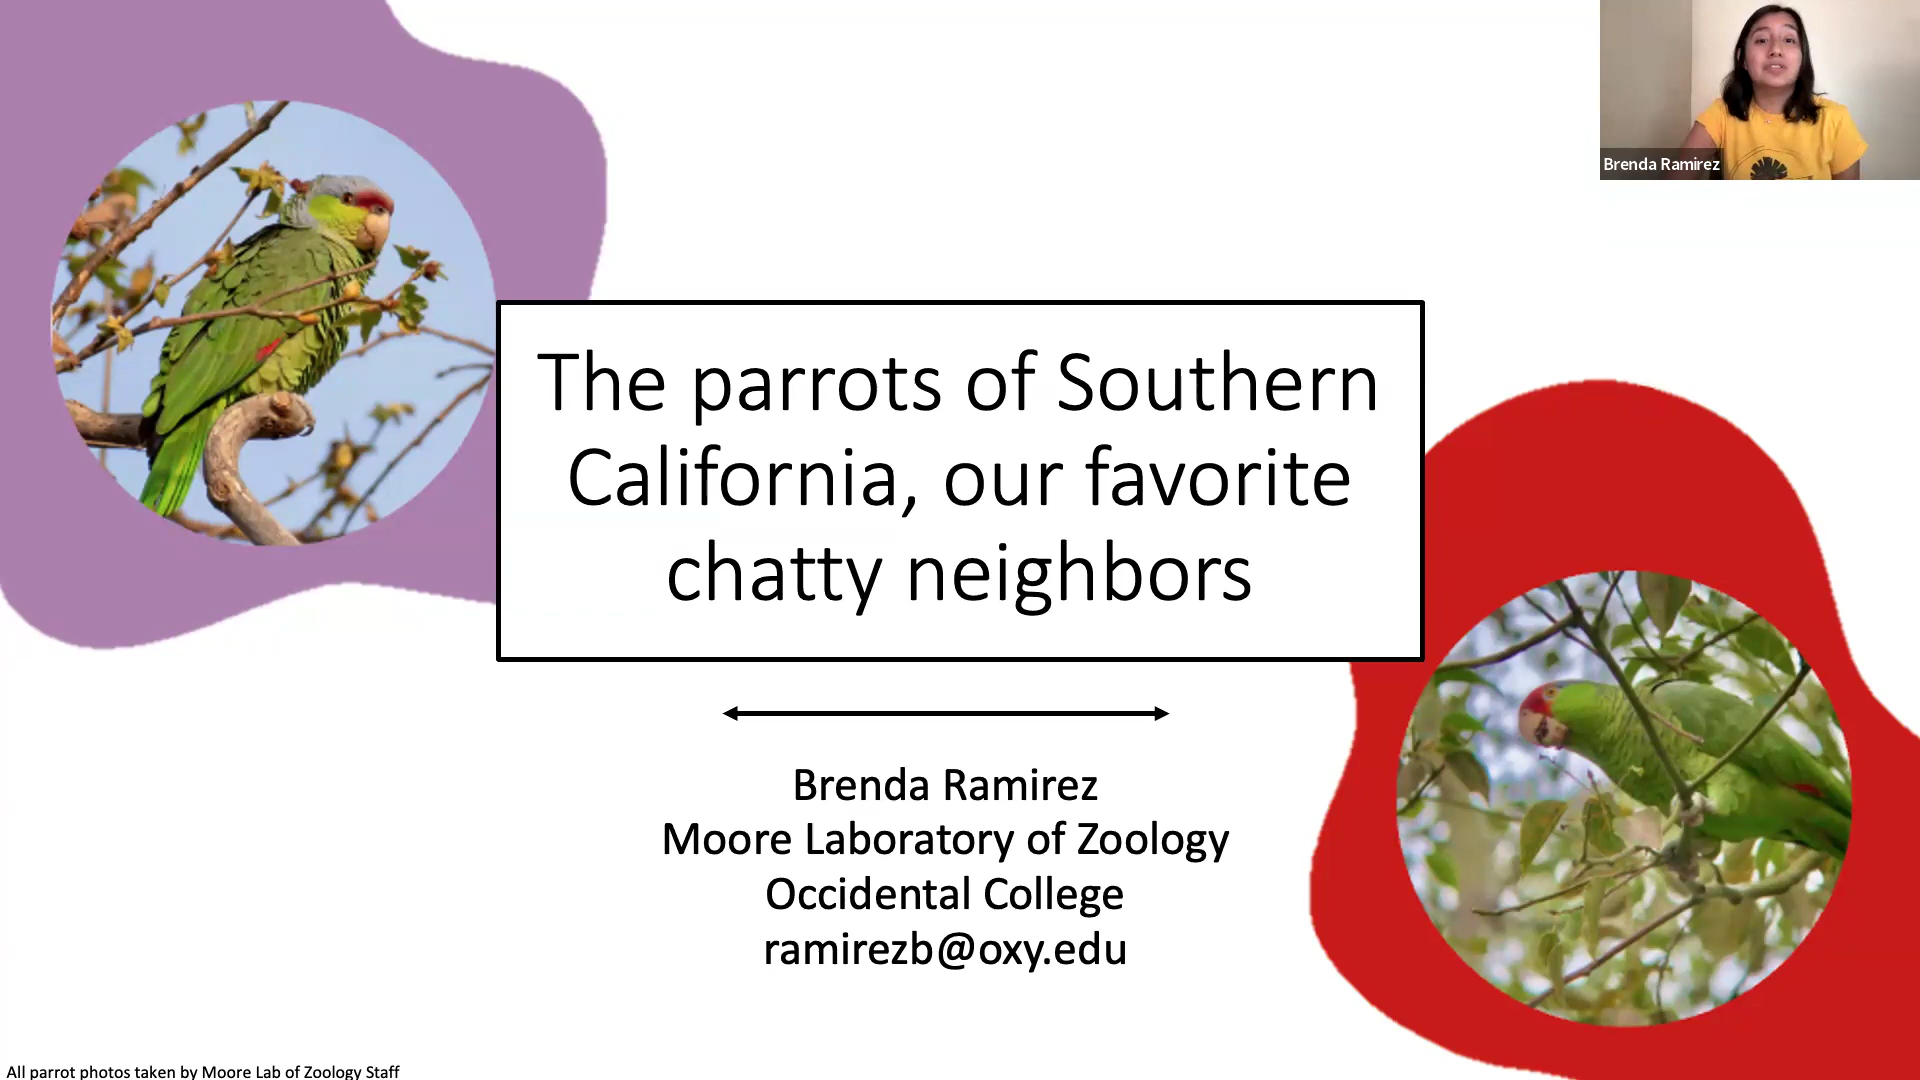 Brenda Ramirez
The parrots of Southern
California, our favorite
chatty neighbors
Brenda Ramirez
Moore Laboratory of Zoology
Occidental College
ramirezb@oxy.edu
All parrot photos taken by Moore Lab of Zoology Staff